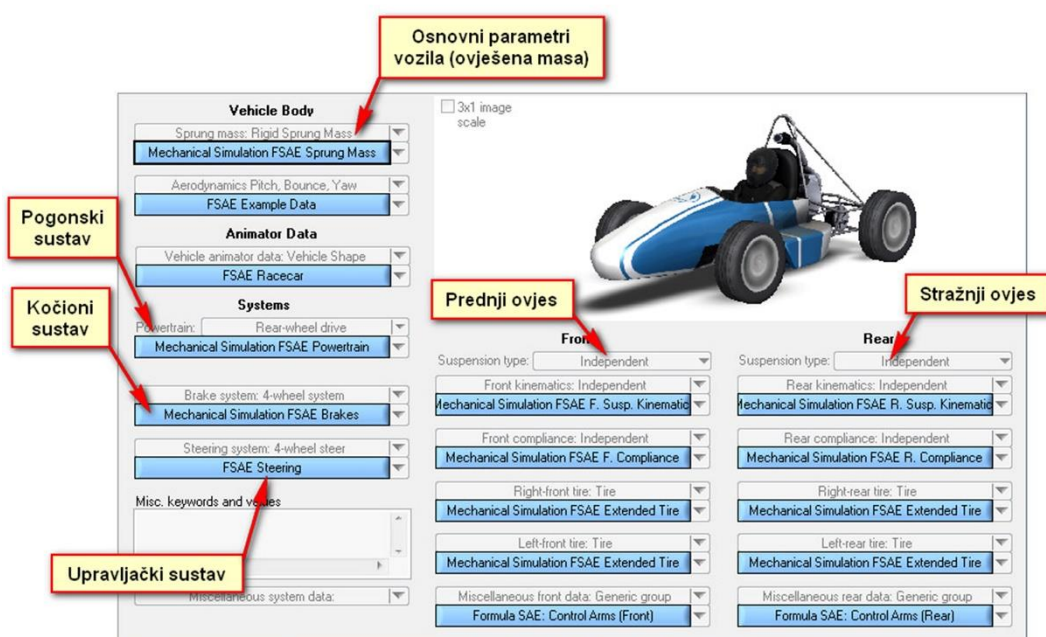 Osnovni parametri
vozila (ovješena masa)
Vehicle Body
Sprung mass: Rigid Sprung Mass
Mechanical Simulation FSAE Sprung Mass
Aerodynamics Pitch, Bounce, Yaw
FSAE Example Data
Pogonski
sustav
Animator Data
Vehicle animator data: Vehicle Shape
FSAE Racecar
Kočioni
sustav
Systems
Powertrain: Rear-wheel drive
Mechanical Simulation FSAE Powertrain
Brake system: 4-wheel system
Mechanical Simulation FSAE Brakes
Steering system: 4-wheel steer
FSAE Steering
Misc. keywords and values
Upravljački sustav
Miscellaneous system data:
3x1 image
scale
Prednji ovjes
Stražnji ovjes
Front
Suspension type: Independent
Front kinematics: Independent
Mechanical Simulation FSAE F. Susp. Kinematic
Front compliance: Independent
Mechanical Simulation FSAE F. Compliance
Right-front tire: Tire
Mechanical Simulation FSAE Extended Tire
Left-front tire: Tire
Mechanical Simulation FSAE Extended Tire
Miscellaneous front data: Generic group
Formula SAE: Control Arms (Front)
Rear
Suspension type: Independent
Rear kinematics: Independent
Mechanical Simulation FSAE R. Susp. Kinematic
Rear compliance: Independent
Mechanical Simulation FSAE R. Compliance
Right-rear tire: Tire
Mechanical Simulation FSAE Extended Tire
Left-rear tire: Tire
Mechanical Simulation FSAE Extended Tire
Miscellaneous rear data: Generic group
Formula SAE: Control Arms (Rear)